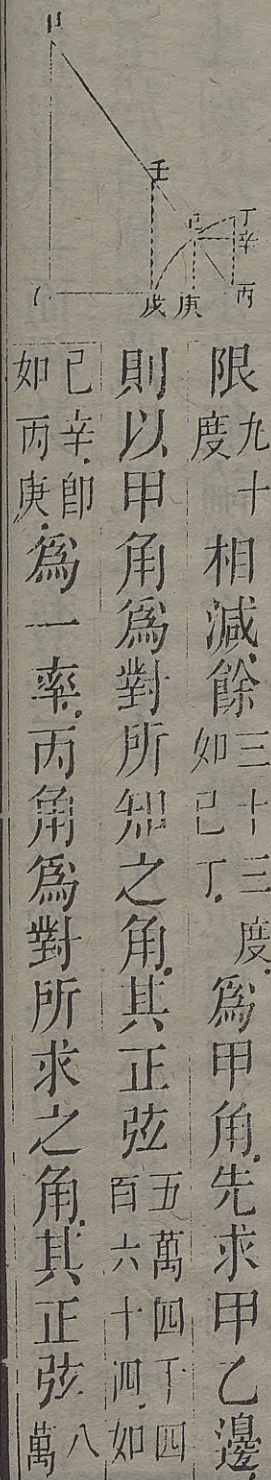 限九十度相減餘三十三度如己丁爲甲角先求甲乙邊
則以甲角爲對所知之角其正弦五萬四千四百六十四如
己辛即如丙庚爲一率丙角爲對所求之角其正弦八萬
丁
辛
丙
己
庚
壬
戊